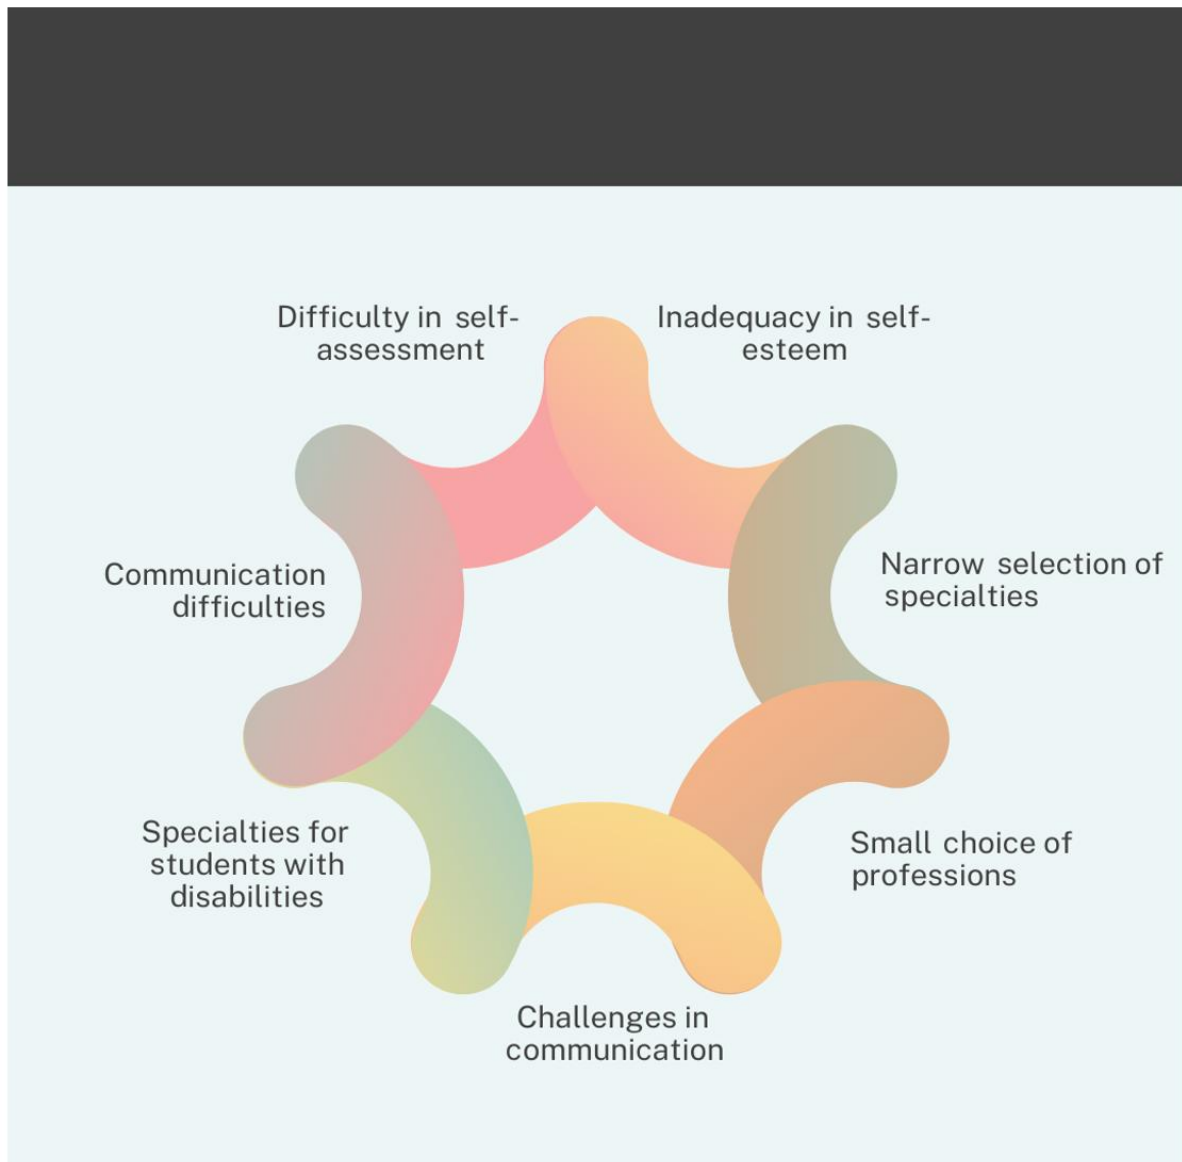 Difficulty in self-
assessment
Inadequacy in self-
esteem
Narrow selection of
specialties
Communication
difficulties
Specialties for
students with
disabilities
Small choice of
professions
Challenges in
communication